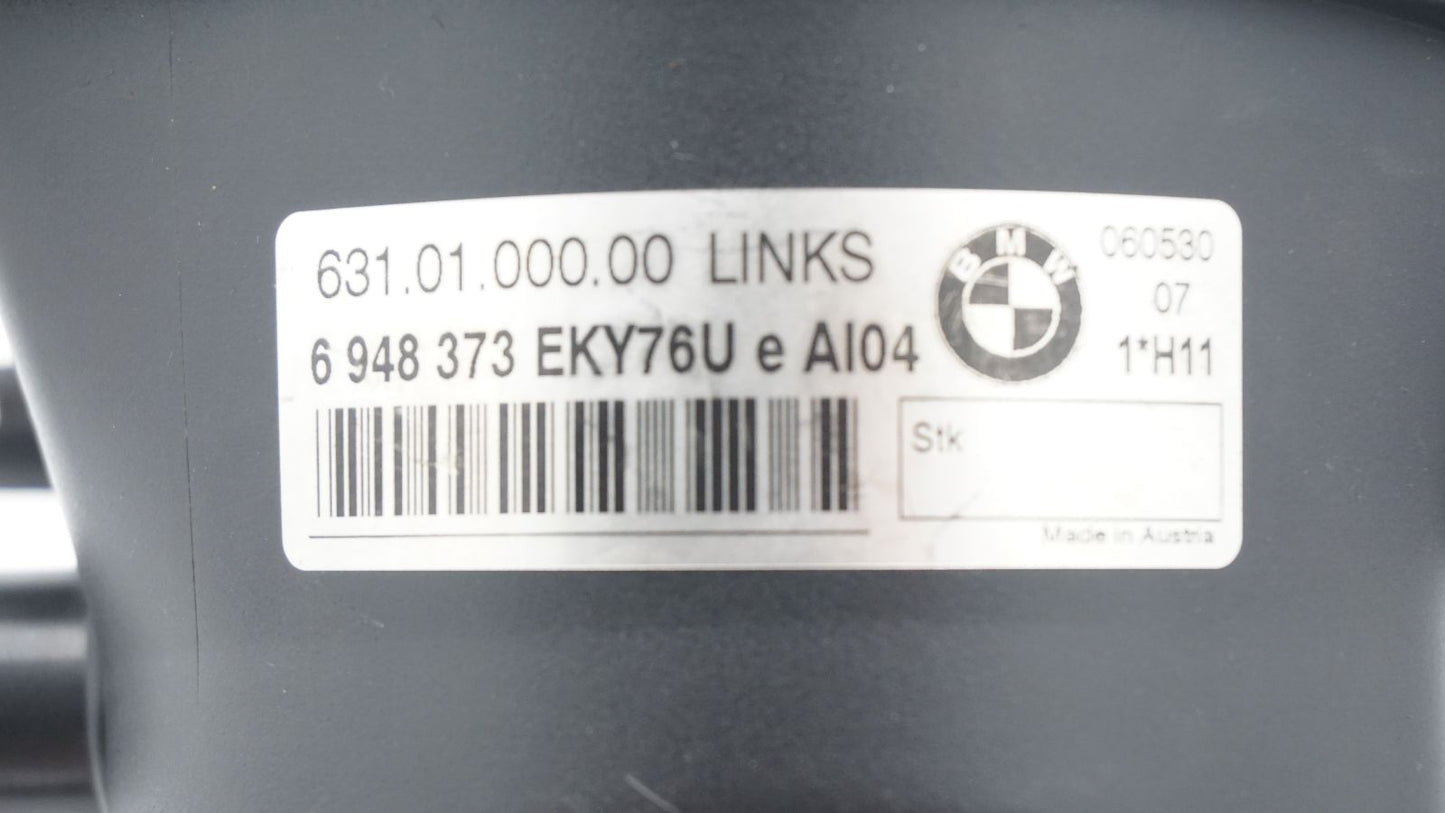 631.01.000.00 LINKS
6 948 373 EKY76U e AI04
BMW
060530
07
1*H11
Stk
Made in Austria